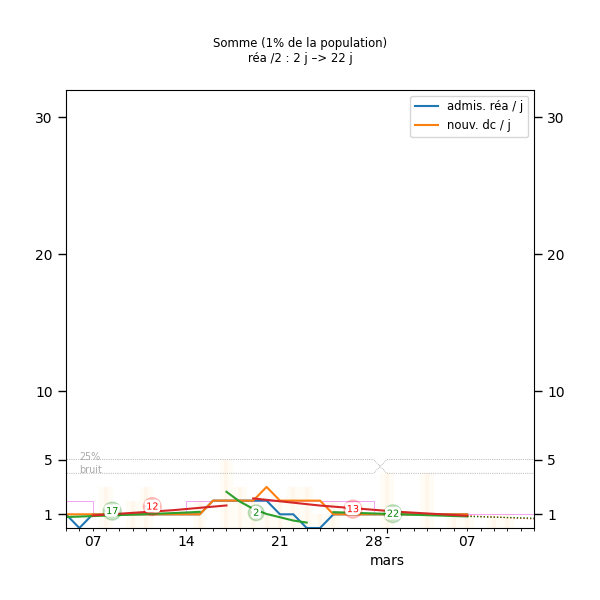 Somme (1% de la population)
réa /2 : 2 j –> 22 j
admis. réa / j
nouv. dc / j
30 30
20 20
10 10
25%
5 5
bruit
17 12 2 13 22
1 1
07 14 21 28 07
mars